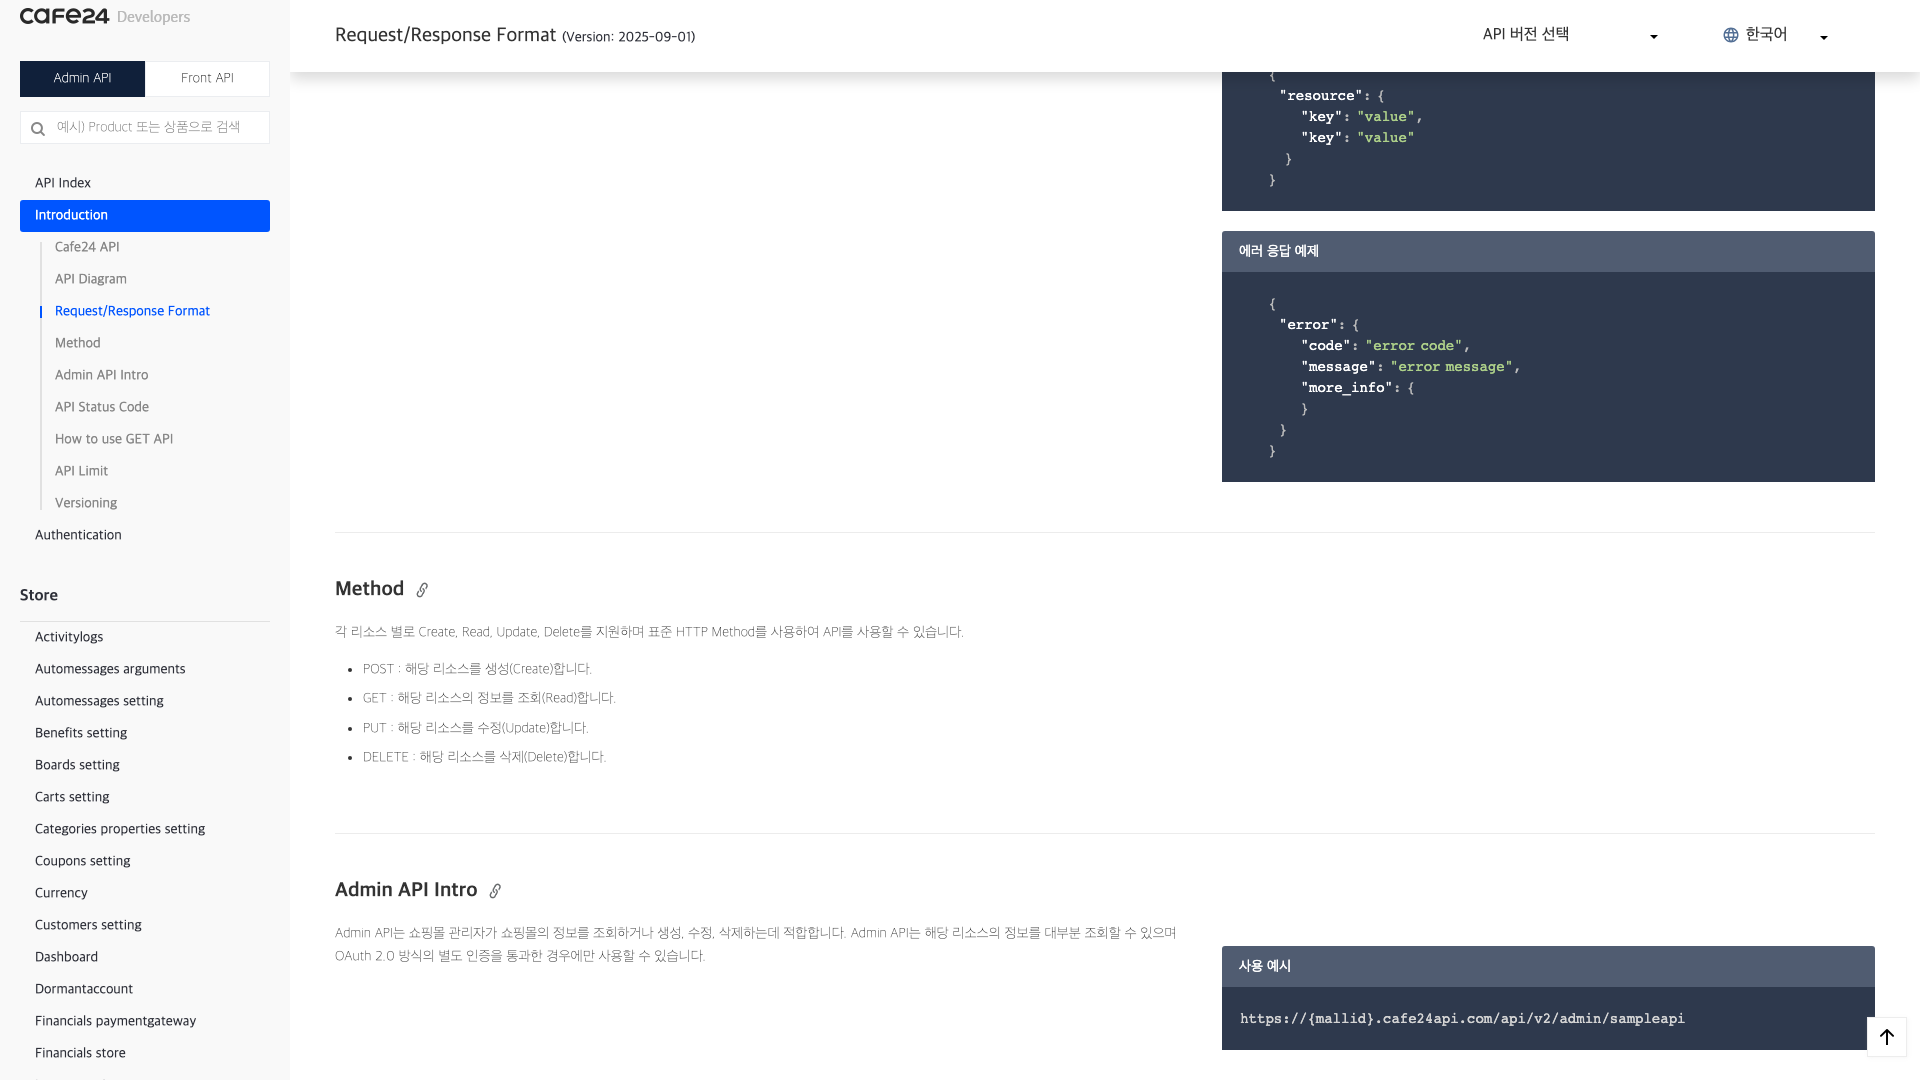 cafe24 Developers
Admin API
Front API
예시) Product 또는 상품으로 검색
API Index
Introduction
Cafe24 API
API Diagram
Request/Response Format
Method
Admin API Intro
API Status Code
How to use GET API
API Limit
Versioning
Authentication
Store
Activitylogs
Automessages arguments
Automessages setting
Benefits setting
Boards setting
Carts setting
Categories properties setting
Coupons setting
Currency
Customers setting
Dashboard
Dormantaccount
Financials paymentgateway
Financials store
Request/Response Format (Version: 2025-09-01)
API 버전 선택
한국어
{
"resource": {
"key": "value",
"key": "value"
}
}
에러 응답 예제
{
"error": {
"code": "error code",
"message": "error message",
"more_info": {
}
}
}
Method
각 리소스 별로 Create, Read, Update, Delete를 지원하며 표준 HTTP Method를 사용하여 API를 사용할 수 있습니다.
• POST : 해당 리소스를 생성(Create)합니다.
• GET : 해당 리소스의 정보를 조회(Read)합니다.
• PUT : 해당 리소스를 수정(Update)합니다.
• DELETE : 해당 리소스를 삭제(Delete)합니다.
Admin API Intro
Admin API는 쇼핑몰 관리자가 쇼핑몰의 정보를 조회하거나 생성, 수정, 삭제하는데 적합합니다. Admin API는 해당 리소스의 정보를 대부분 조회할 수 있으며
OAuth 2.0 방식의 별도 인증을 통과한 경우에만 사용할 수 있습니다.
사용 예시
https://{mallid}.cafe24api.com/api/v2/admin/sampleapi